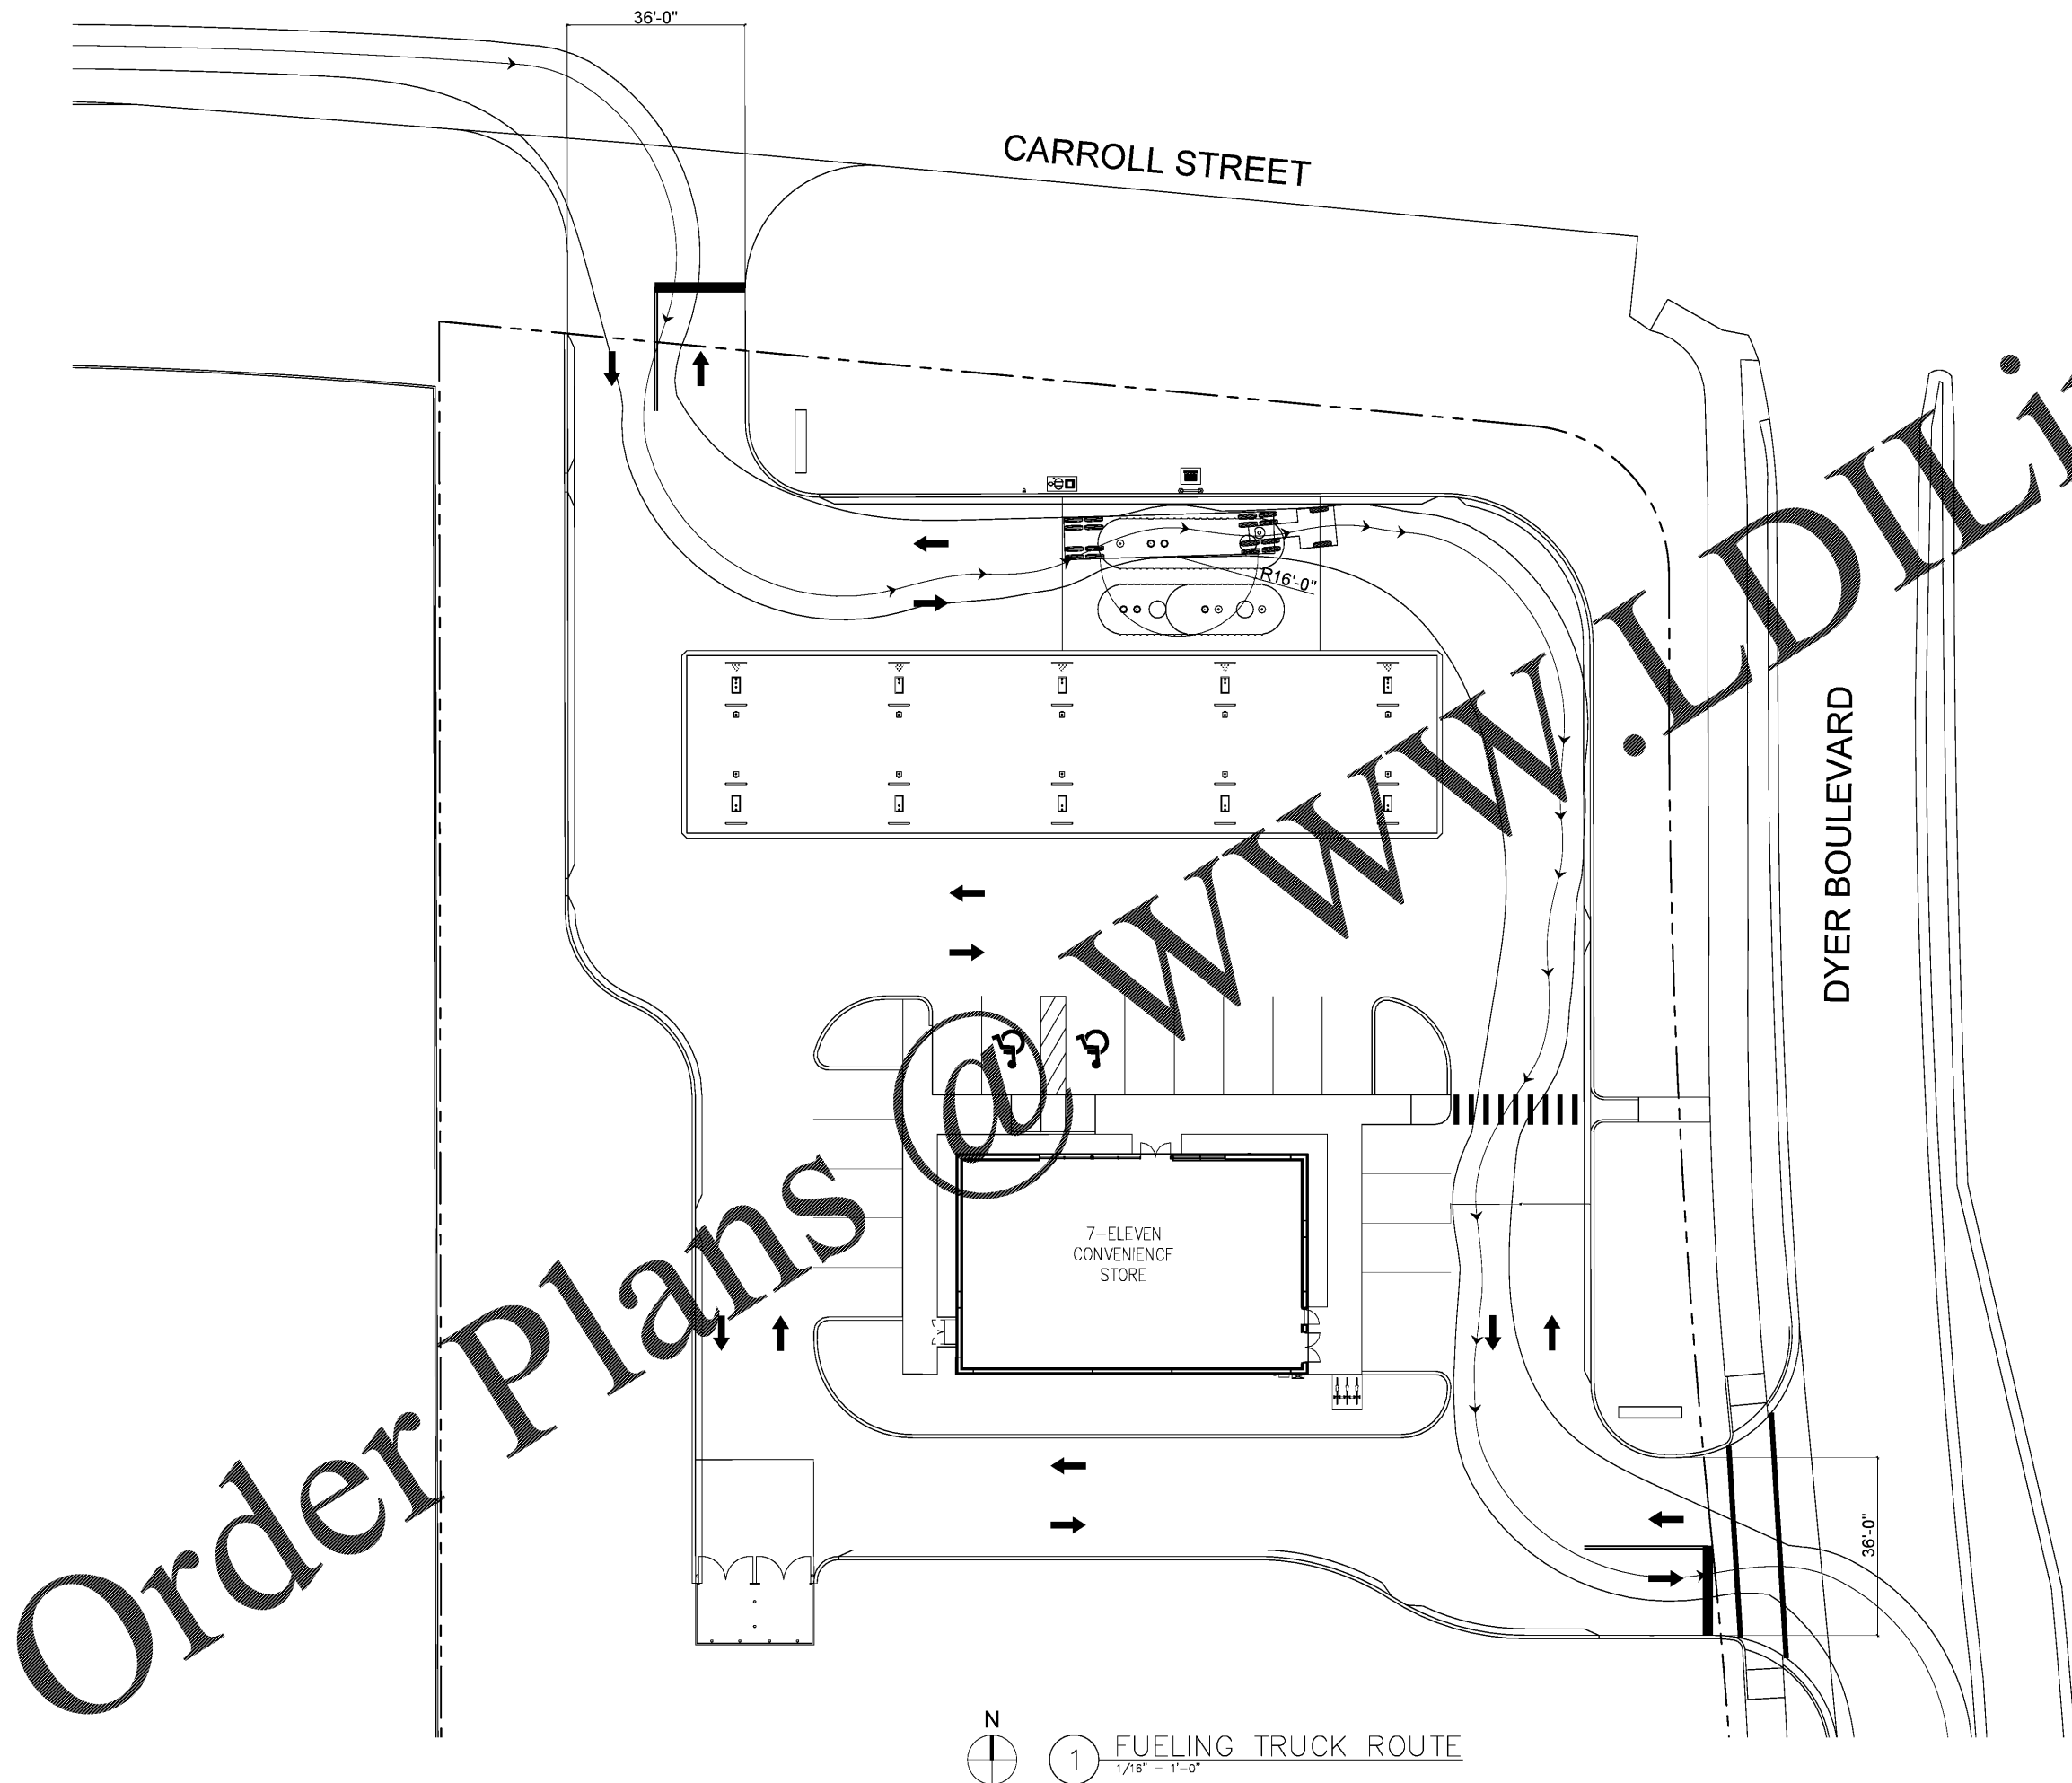 36'-0"
CARROLL STREET
R16'-0"
DYER BOULEVARD
7-ELEVEN
CONVENIENCE
STORE
36'-0"
N
1 FUELING TRUCK ROUTE
1/16" = 1'-0"
Order Plans @ WWW.LDILi